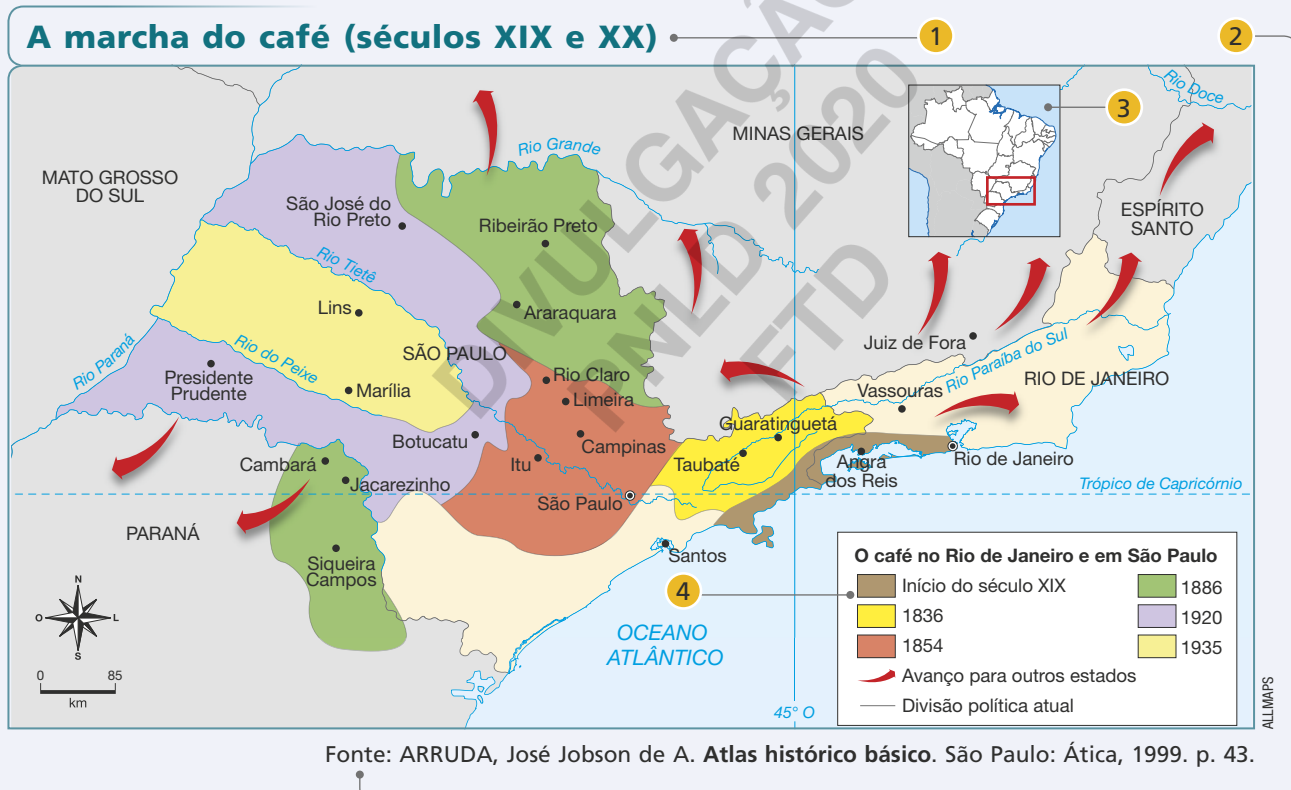 A marcha do café (séculos XIX e XX)
1
2
3
Rio Doce
MINAS GERAIS
Rio Grande
MATO GROSSO
DO SUL
São José do
Rio Preto
Ribeirão Preto
ESPÍRITO
SANTO
Rio Tietê
Lins
Araraquara
SÃO PAULO
Juiz de Fora
Rio Paraíba do Sul
Rio Paraná
Rio do Peixe
Presidente
Prudente
Marília
Rio Claro
Limeira
RIO DE JANEIRO
Vassouras
Guaratinguetá
Botucatu
Campinas
Itu
Taubaté
Angra
dos Reis
Rio de Janeiro
Cambará
Jacarezinho
São Paulo
Trópico de Capricórnio
PARANÁ
Siqueira
Campos
Santos
4
OCEANO
ATLÂNTICO
N
O
L
S
0 85
km
45° O
O café no Rio de Janeiro e em São Paulo
Início do século XIX
1836
1854
1886
1920
1935
Avanço para outros estados
Divisão política atual
ALLMAPS
Fonte: ARRUDA, José Jobson de A. Atlas histórico básico. São Paulo: Ática, 1999. p. 43.
DIVULGAÇÃO
PNLD 2020
FTD